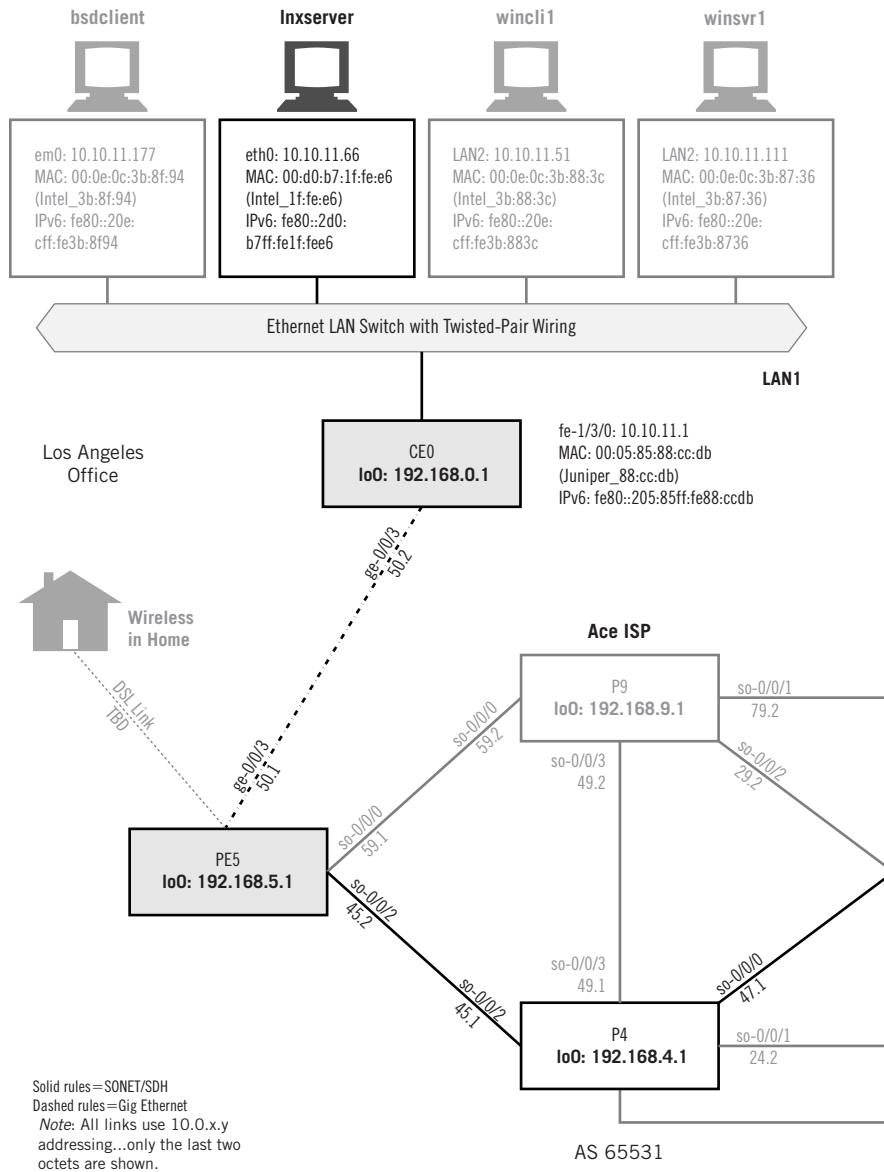 bsdclient
lnxserver
wincli1
winsvr1
em0: 10.10.11.177
MAC: 00:0e:0c:3b:8f:94
(Intel_3b:8f:94)
IPv6: fe80::20e:
cff:fe3b:8f94
eth0: 10.10.11.66
MAC: 00:d0:b7:1f:fe:e6
(Intel_1f:fe:e6)
IPv6: fe80::2d0:
b7ff:fe1f:fee6
LAN2: 10.10.11.51
MAC: 00:0e:0c:3b:88:3c
(Intel_3b:88:3c)
IPv6: fe80::20e:
cff:fe3b:883c
LAN2: 10.10.11.111
MAC: 00:0e:0c:3b:87:36
(Intel_3b:87:36)
IPv6: fe80::20e:
cff:fe3b:8736
Ethernet LAN Switch with Twisted-Pair Wiring
LAN1
Los Angeles
Office
CE0
lo0: 192.168.0.1
fe-1/3/0: 10.10.11.1
MAC: 00:05:85:88:cc:db
(Juniper_88:cc:db)
IPv6: fe80::205:85ff:fe88:ccdb
ge-0/0/3
50.2
Wireless
in Home
DSL Link
TBD
ge-0/0/3
50.1
Ace ISP
P9
lo0: 192.168.9.1
so-0/0/1
79.2
so-0/0/0
59.2
so-0/0/3
49.2
so-0/0/2
29.2
so-0/0/0
59.1
PE5
lo0: 192.168.5.1
so-0/0/2
45.2
so-0/0/2
45.1
so-0/0/3
49.1
so-0/0/0
47.1
P4
lo0: 192.168.4.1
so-0/0/1
24.2
Solid rules=SONET/SDH
Dashed rules=Gig Ethernet
Note: All links use 10.0.x.y
addressing...only the last two
octets are shown.
AS 65531